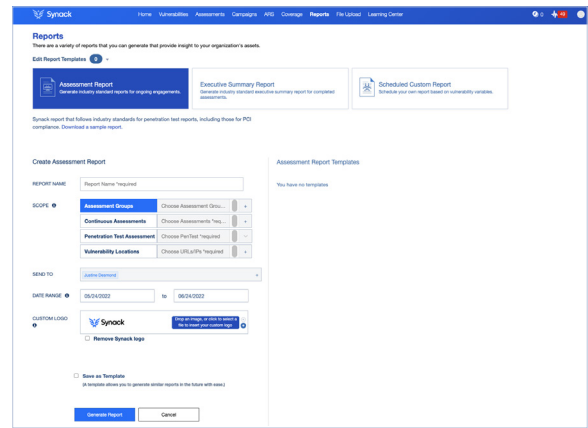 Synack Home Vulnerabilities Assessments Campaigns ARS Coverage Reports File Upload Learning Center 0
Reports
There are a variety of reports that you can generate that provide insight to your organization's assets.
Edit Report Templates 0
Assessment Report
Generate industry standard reports for ongoing engagements.
Executive Summary Report
Generate industry standard executive summary report for completed
assessments.
Scheduled Custom Report
Schedule your own report based on vulnerability variables.
Synack report that follows industry standards for penetration test reports, including those for PCI
compliance. Download a sample report.
Create Assessment Report
Assessment Report Templates
REPORT NAME Report Name *required
You have no templates
SCOPE Assessment Groups Choose Assessment Grou... +
Continuous Assessments Choose Assessments *req... +
Penetration Test Assessment Choose PenTest *required
Vulnerability Locations Choose URLs/IPs *required +
SEND TO Justine Desmond
DATE RANGE 05/24/2022 to 06/24/2022
CUSTOM LOGO Synack Drop an image, or click to select a
file to insert your custom logo
Remove Synack logo
Save as Template
(A template allows you to generate similar reports in the future with ease.)
Generate Report Cancel